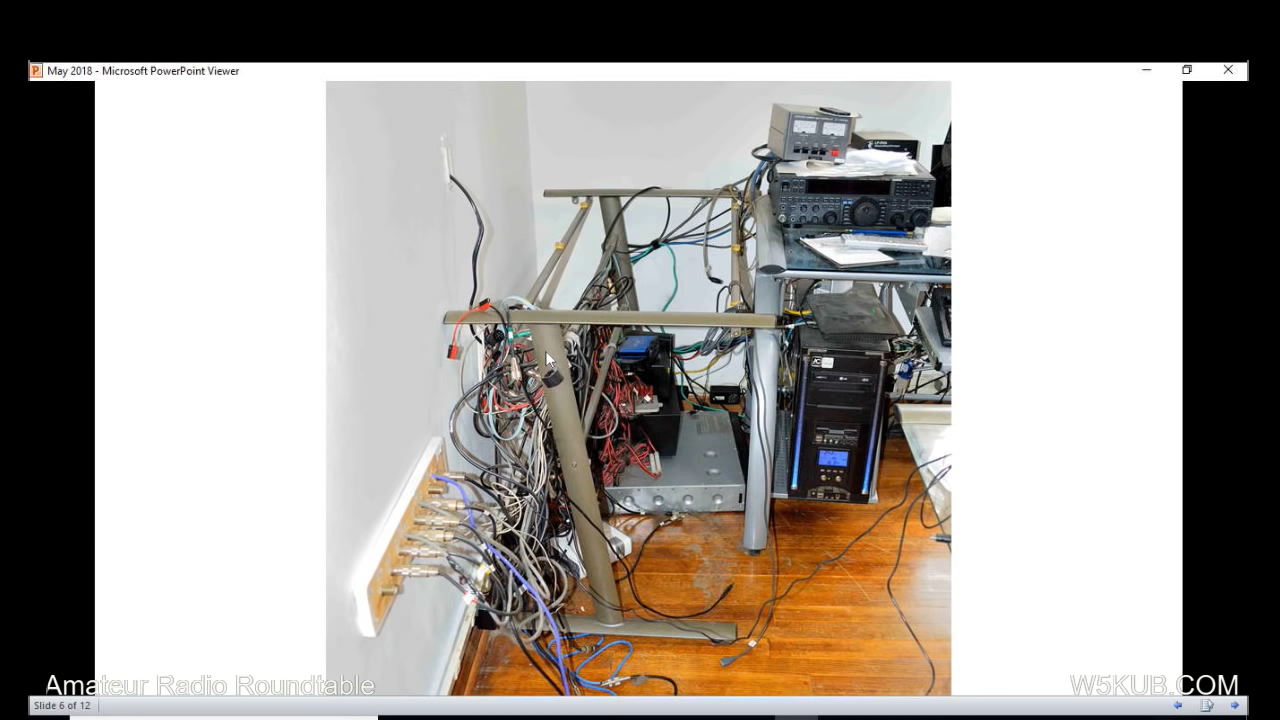 May 2018 - Microsoft PowerPoint Viewer
Amateur Radio Roundtable
W5KUB.COM
Slide 6 of 12